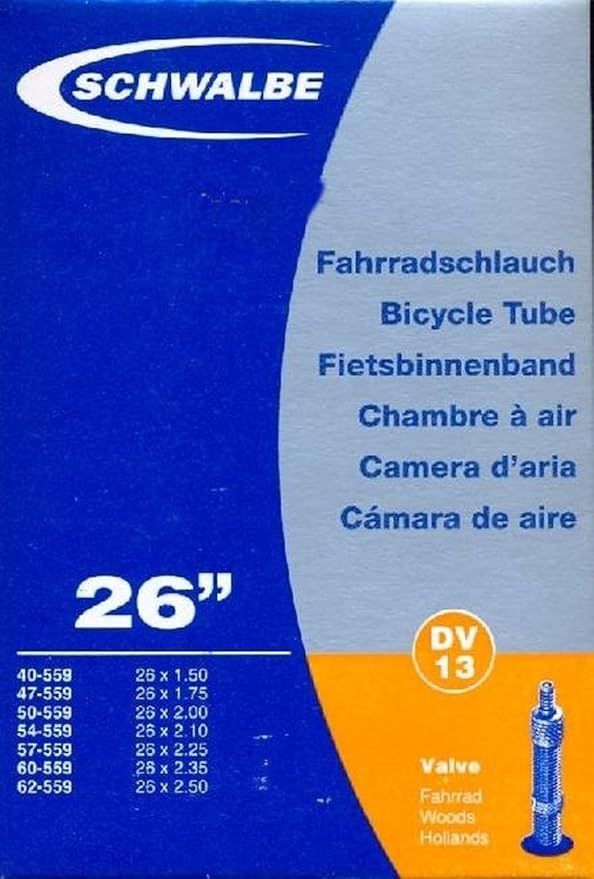 SCHWALBE
Fahrradschlauch
Bicycle Tube
Fietsbinnenband
Chambre à air
Camera d'aria
Cámara de aire
26”
40-559 26 x 1.50
47-559 26 x 1.75
50-559 26 x 2.00
54-559 26 x 2.10
57-559 26 x 2.25
60-559 26 x 2.35
62-559 26 x 2.50
DV
13
Valve
Fahrrad
Woods
Hollands